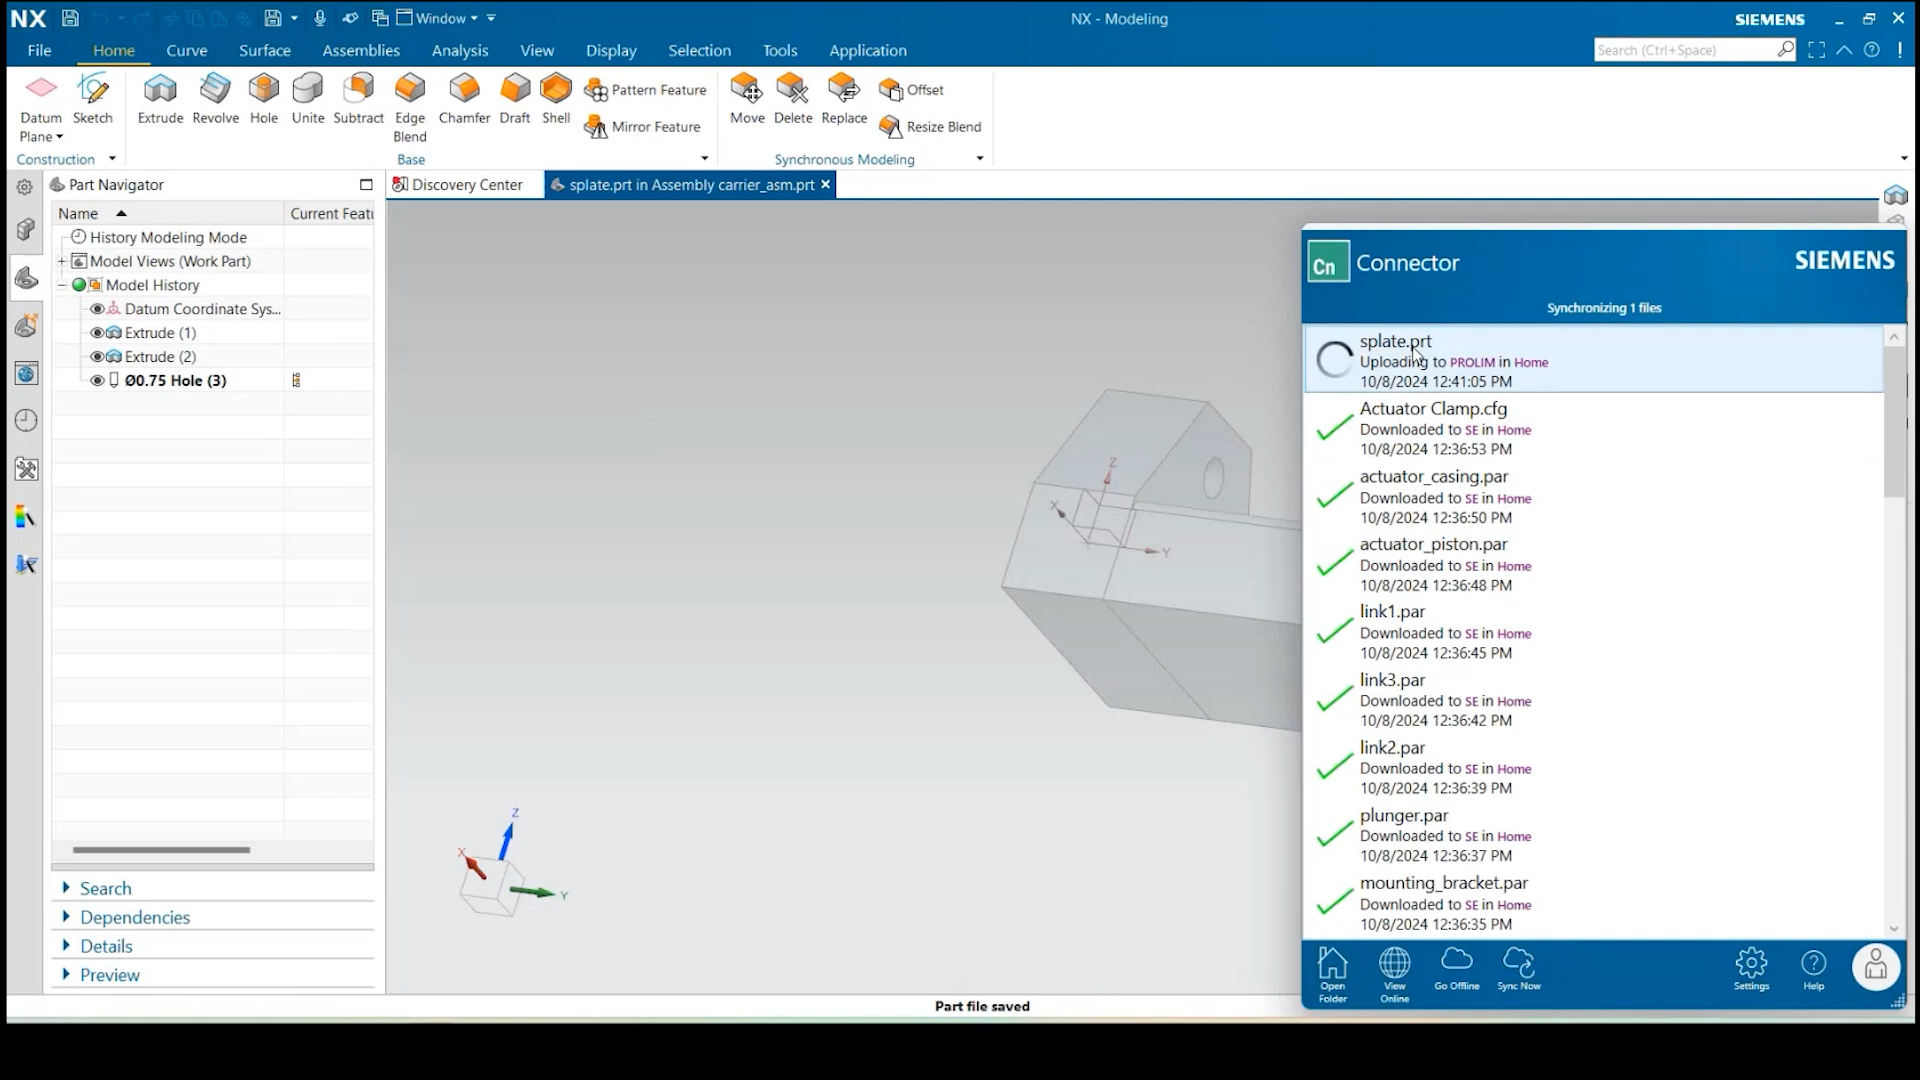 NX
Window
NX - Modeling
SIEMENS
File
Home
Curve
Surface
Assemblies
Analysis
View
Display
Selection
Tools
Application
Search (Ctrl+Space)
Datum
Plane
Sketch
Extrude
Revolve
Hole
Unite
Subtract
Edge
Blend
Chamfer
Draft
Shell
Pattern Feature
Mirror Feature
Move
Delete
Replace
Offset
Resize Blend
Construction
Base
Synchronous Modeling
Part Navigator
Discovery Center
splate.prt in Assembly carrier_asm.prt
Name
Current Featu
History Modeling Mode
Model Views (Work Part)
Model History
Datum Coordinate Sys...
Extrude (1)
Extrude (2)
Ø0.75 Hole (3)
Search
Dependencies
Details
Preview
Z
X
Y
Z
X
Y
Part file saved
Cn
Connector
SIEMENS
Synchronizing 1 files
splate.prt
Uploading to PROLIM in Home
10/8/2024 12:41:05 PM
Actuator Clamp.cfg
Downloaded to SE in Home
10/8/2024 12:36:53 PM
actuator_casing.par
Downloaded to SE in Home
10/8/2024 12:36:50 PM
actuator_piston.par
Downloaded to SE in Home
10/8/2024 12:36:48 PM
link1.par
Downloaded to SE in Home
10/8/2024 12:36:45 PM
link3.par
Downloaded to SE in Home
10/8/2024 12:36:42 PM
link2.par
Downloaded to SE in Home
10/8/2024 12:36:39 PM
plunger.par
Downloaded to SE in Home
10/8/2024 12:36:37 PM
mounting_bracket.par
Downloaded to SE in Home
10/8/2024 12:36:35 PM
Open
Folder
View
Online
Go Offline
Sync Now
Settings
Help